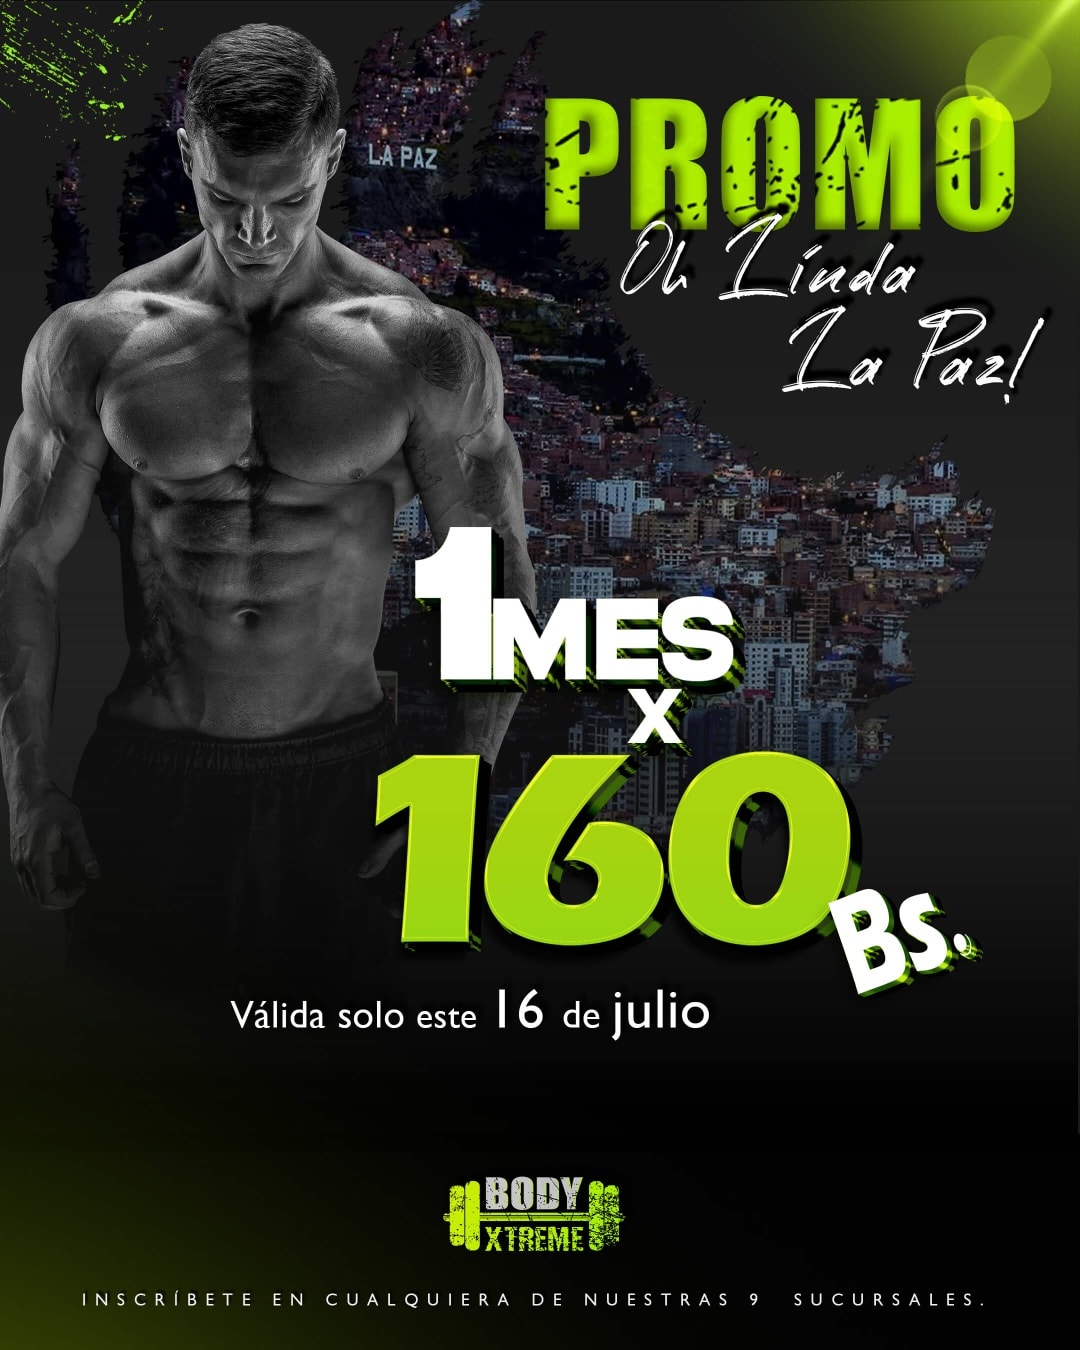 LA PAZ
PROMO
Oh Linda
La Paz!
1MES
X
160
Bs.
Válida solo este 16 de julio
BODY
XTREME
INSCRÍBETE EN CUALQUIERA DE NUESTRAS 9 SUCURSALES.